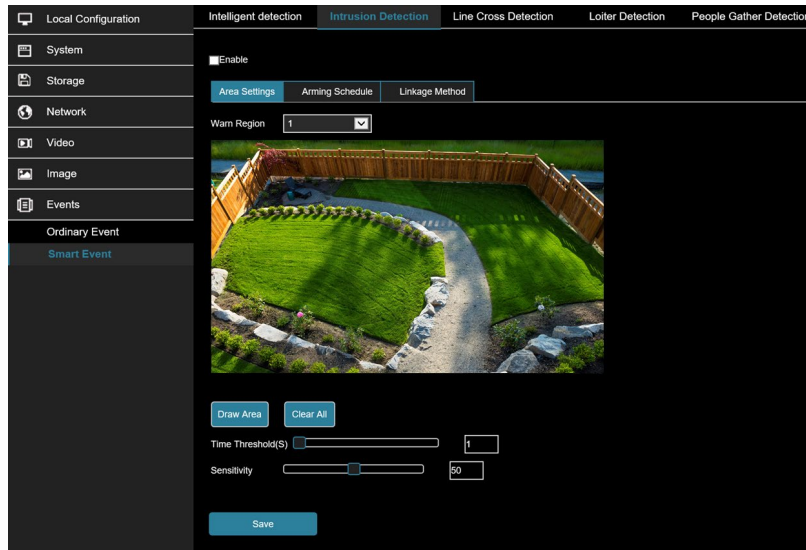 Local Configuration
System
Storage
Network
Video
Image
Events
Ordinary Event
Smart Event
Intelligent detection Intrusion Detection Line Cross Detection Loiter Detection People Gather Detection
Enable
Area Settings Arming Schedule Linkage Method
Warn Region 1
Draw Area Clear All
Time Threshold(S) 1
Sensitivity 50
Save